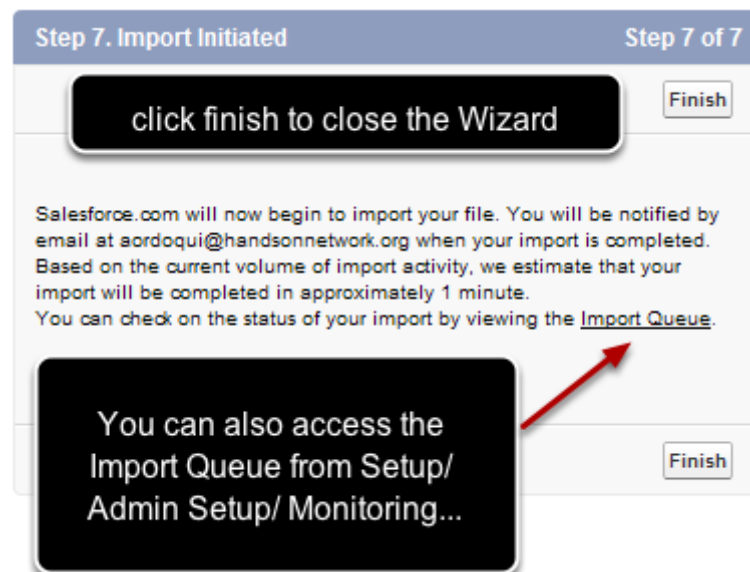 Step 7. Import Initiated Step 7 of 7
Finish
click finish to close the Wizard
Salesforce.com will now begin to import your file. You will be notified by
email at aordoqui@handsonnetwork.org when your import is completed.
Based on the current volume of import activity, we estimate that your
import will be completed in approximately 1 minute.
You can check on the status of your import by viewing the Import Queue.
You can also access the
Import Queue from Setup/
Admin Setup/ Monitoring...
Finish